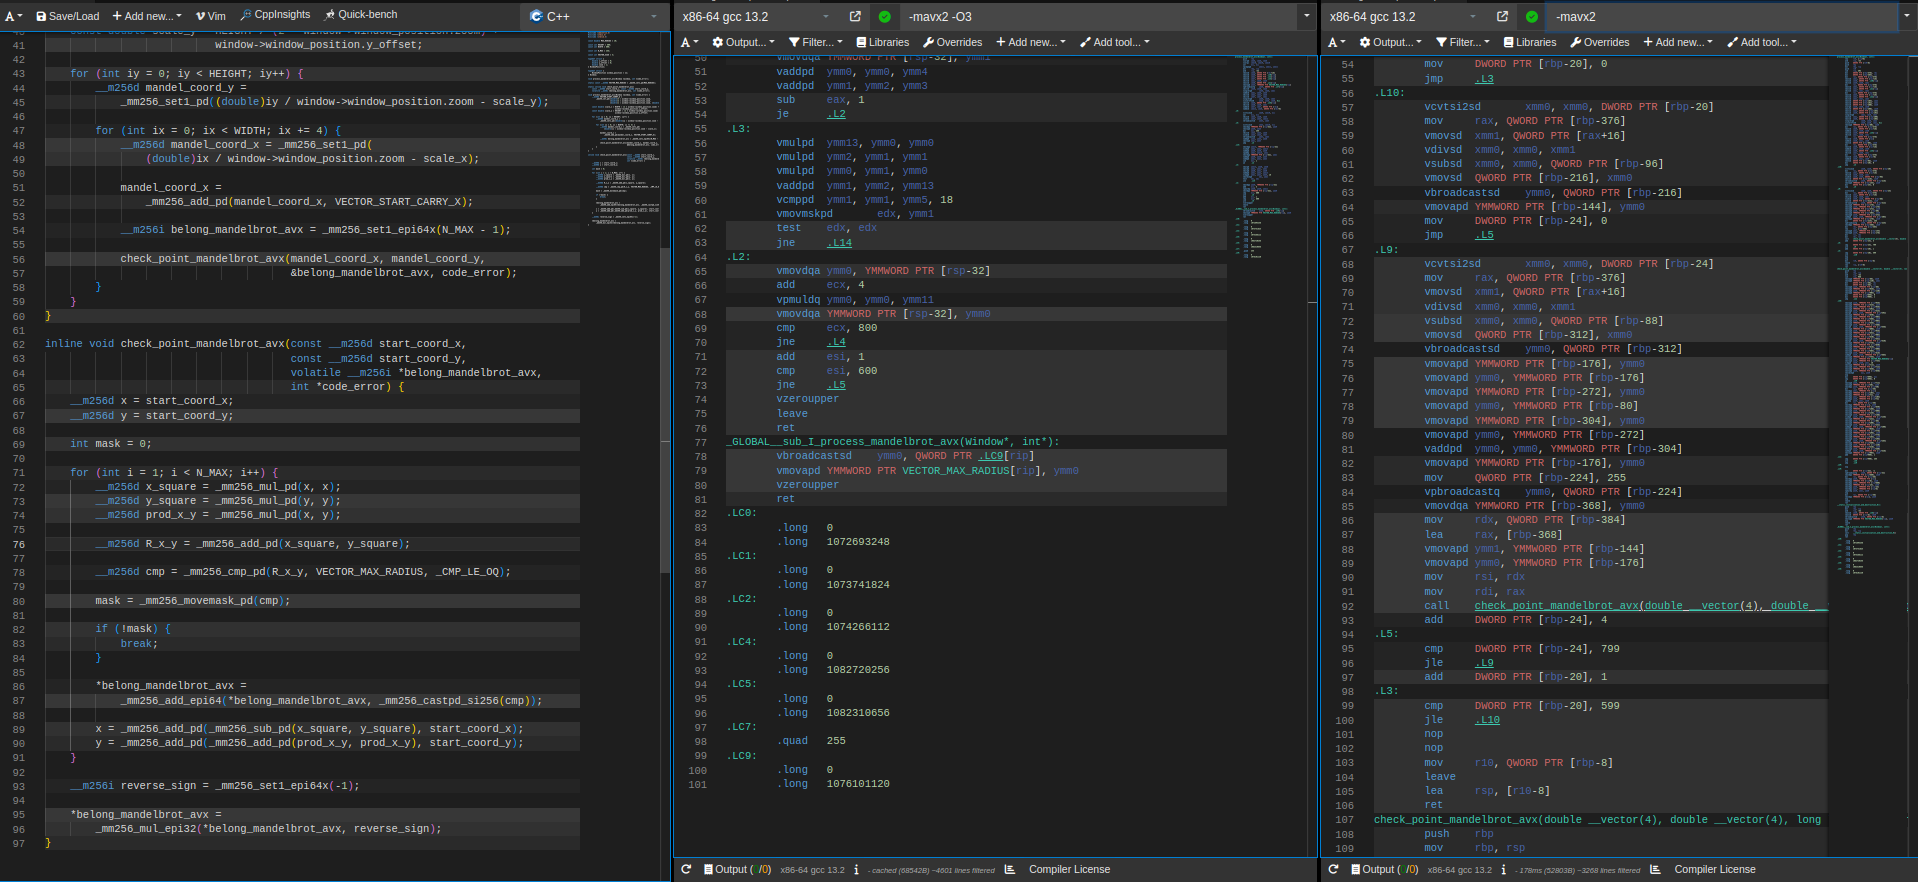 A Save/Load + Add new... Vim CppInsights Quick-bench C++
41 window->window_position.y_offset;
42
43 for (int iy = 0; iy < HEIGHT; iy++) {
44 __m256d mandel_coord_y =
45 _mm256_set1_pd((double)iy / window->window_position.zoom - scale_y);
46
47 for (int ix = 0; ix < WIDTH; ix += 4) {
48 __m256d mandel_coord_x = _mm256_set1_pd(
49 (double)ix / window->window_position.zoom - scale_x);
50
51 mandel_coord_x =
52 _mm256_add_pd(mandel_coord_x, VECTOR_START_CARRY_X);
53
54 __m256i belong_mandelbrot_avx = _mm256_set1_epi64x(N_MAX - 1);
55
56 check_point_mandelbrot_avx(mandel_coord_x, mandel_coord_y,
57 &belong_mandelbrot_avx, code_error);
58 }
59 }
60 }
61
62 inline void check_point_mandelbrot_avx(const __m256d start_coord_x,
63 const __m256d start_coord_y,
64 volatile __m256i *belong_mandelbrot_avx,
65 int *code_error) {
66 __m256d x = start_coord_x;
67 __m256d y = start_coord_y;
68
69 int mask = 0;
70
71 for (int i = 1; i < N_MAX; i++) {
72 __m256d x_square = _mm256_mul_pd(x, x);
73 __m256d y_square = _mm256_mul_pd(y, y);
74 __m256d prod_x_y = _mm256_mul_pd(x, y);
75
76 __m256d R_x_y = _mm256_add_pd(x_square, y_square);
77
78 __m256d cmp = _mm256_cmp_pd(R_x_y, VECTOR_MAX_RADIUS, _CMP_LE_OQ);
79
80 mask = _mm256_movemask_pd(cmp);
81
82 if (!mask) {
83 break;
84 }
85
86 *belong_mandelbrot_avx =
87 _mm256_add_epi64(*belong_mandelbrot_avx, _mm256_castpd_si256(cmp));
88
89 x = _mm256_add_pd(_mm256_sub_pd(x_square, y_square), start_coord_x);
90 y = _mm256_add_pd(_mm256_add_pd(prod_x_y, prod_x_y), start_coord_y);
91 }
92
93 __m256i reverse_sign = _mm256_set1_epi64x(-1);
94
95 *belong_mandelbrot_avx =
96 _mm256_mul_epi32(*belong_mandelbrot_avx, reverse_sign);
97 }
x86-64 gcc 13.2 -mavx2 -O3
A Output... Filter... Libraries Overrides + Add new... Add tool...
50 vmovdqa YMMWORD PTR [rsp-32], ymm1
51 vaddpd ymm0, ymm0, ymm4
52 vaddpd ymm1, ymm2, ymm3
53 sub eax, 1
54 je .L2
55 .L3:
56 vmulpd ymm13, ymm0, ymm0
57 vmulpd ymm2, ymm1, ymm1
58 vmulpd ymm1, ymm1, ymm0
59 vaddpd ymm1, ymm2, ymm13
60 vcmppd ymm1, ymm1, ymm5, 18
61 vmovmskpd edx, ymm1
62 test edx, edx
63 jne .L14
64 .L2:
65 vmovdqa ymm0, YMMWORD PTR [rsp-32]
66 add ecx, 4
67 vpmuldq ymm0, ymm0, ymm11
68 vmovdqa YMMWORD PTR [rsp-32], ymm0
69 cmp ecx, 800
70 jne .L4
71 add esi, 1
72 cmp esi, 600
73 jne .L5
74 vzeroupper
75 leave
76 ret
77 _GLOBAL__sub_I_process_mandelbrot_avx(Window*, int*):
78 vbroadcastsd ymm0, QWORD PTR .LC9[rip]
79 vmovapd YMMWORD PTR VECTOR_MAX_RADIUS[rip], ymm0
80 vzeroupper
81 ret
82 .LC0:
83 .long 0
84 .long 1072693248
85 .LC1:
86 .long 0
87 .long 1073741824
88 .LC2:
89 .long 0
90 .long 1074266112
91 .LC4:
92 .long 0
93 .long 1082720256
94 .LC5:
95 .long 0
96 .long 1082310656
97 .LC7:
98 .quad 255
99 .LC9:
100 .long 0
101 .long 1076101120
Output (0/0) x86-64 gcc 13.2 i - cached (68542B) ~4601 lines filtered Compiler License
x86-64 gcc 13.2 -mavx2
A Output... Filter... Libraries Overrides + Add new... Add tool...
54 mov DWORD PTR [rbp-20], 0
55 jmp .L3
56 .L10:
57 vcvtsi2sd xmm0, xmm0, DWORD PTR [rbp-20]
58 mov rax, QWORD PTR [rbp-376]
59 vmovsd xmm1, QWORD PTR [rax+16]
60 vdivsd xmm0, xmm0, xmm1
61 vsubsd xmm0, xmm0, QWORD PTR [rbp-96]
62 vmovsd QWORD PTR [rbp-216], xmm0
63 vbroadcastsd ymm0, QWORD PTR [rbp-216]
64 vmovapd YMMWORD PTR [rbp-144], ymm0
65 mov DWORD PTR [rbp-24], 0
66 jmp .L5
67 .L9:
68 vcvtsi2sd xmm0, xmm0, DWORD PTR [rbp-24]
69 mov rax, QWORD PTR [rbp-376]
70 vmovsd xmm1, QWORD PTR [rax+16]
71 vdivsd xmm0, xmm0, xmm1
72 vsubsd xmm0, xmm0, QWORD PTR [rbp-88]
73 vmovsd QWORD PTR [rbp-312], xmm0
74 vbroadcastsd ymm0, QWORD PTR [rbp-312]
75 vmovapd YMMWORD PTR [rbp-176], ymm0
76 vmovapd ymm0, YMMWORD PTR [rbp-176]
77 vmovapd YMMWORD PTR [rbp-272], ymm0
78 vmovapd ymm0, YMMWORD PTR [rbp-80]
79 vmovapd YMMWORD PTR [rbp-304], ymm0
80 vmovapd ymm0, YMMWORD PTR [rbp-272]
81 vaddpd ymm0, ymm0, YMMWORD PTR [rbp-304]
82 vmovapd YMMWORD PTR [rbp-176], ymm0
83 mov QWORD PTR [rbp-224], 255
84 vpbroadcastq ymm0, QWORD PTR [rbp-224]
85 vmovdqa YMMWORD PTR [rbp-368], ymm0
86 mov rdx, QWORD PTR [rbp-384]
87 lea rax, [rbp-368]
88 vmovapd ymm1, YMMWORD PTR [rbp-144]
89 vmovapd ymm0, YMMWORD PTR [rbp-176]
90 mov rsi, rdx
91 mov rdi, rax
92 call check_point_mandelbrot_avx(double __vector(4), double __
93 add DWORD PTR [rbp-24], 4
94 .L5:
95 cmp DWORD PTR [rbp-24], 799
96 jle .L9
97 add DWORD PTR [rbp-20], 1
98 .L3:
99 cmp DWORD PTR [rbp-20], 599
100 jle .L10
101 nop
102 nop
103 mov r10, QWORD PTR [rbp-8]
104 leave
105 lea rsp, [r10-8]
106 ret
107 check_point_mandelbrot_avx(double __vector(4), double __vector(4), long
108 push rbp
109 mov rbp, rsp
Output (0/0) x86-64 gcc 13.2 i - 178ms (52803B) ~3268 lines filtered Compiler License